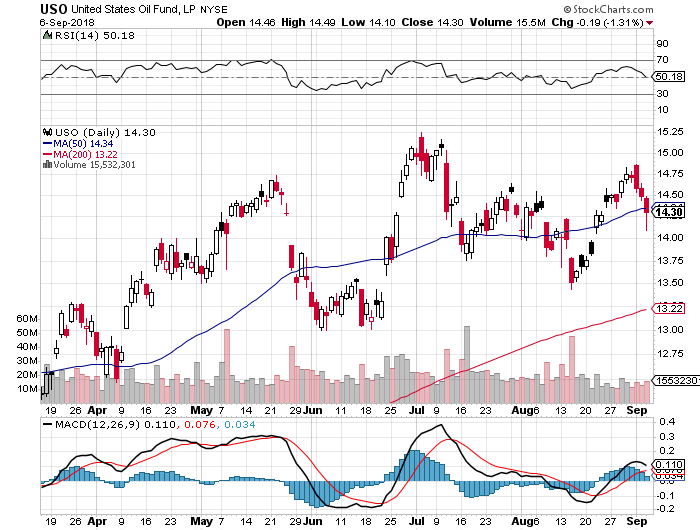 USO United States Oil Fund, LP NYSE © StockCharts.com
6-Sep-2018 Open 14.46 High 14.49 Low 14.10 Close 14.30 Volume 15.5M Chg -0.19 (-1.31%)
RSI(14) 50.18
90
70
50.18
30
10
USO (Daily) 14.30
MA(50) 14.34
MA(200) 13.22
Volume 15,532,301
15.25
15.00
14.75
14.50
14.30
14.00
13.75
13.50
13.22
13.00
12.75
60M
50M
40M
30M
20M
10M
1553230
19 26 Apr 9 16 23 May 7 14 21 29 Jun 11 18 25 Jul 9 16 23 Aug 6 13 20 27 Sep
MACD(12,26,9) 0.110, 0.076, 0.034
0.4
0.3
0.2
0.110
0.076
0.034
-0.1
-0.2
19 26 Apr 9 16 23 May 7 14 21 29 Jun 11 18 25 Jul 9 16 23 Aug 6 13 20 27 Sep